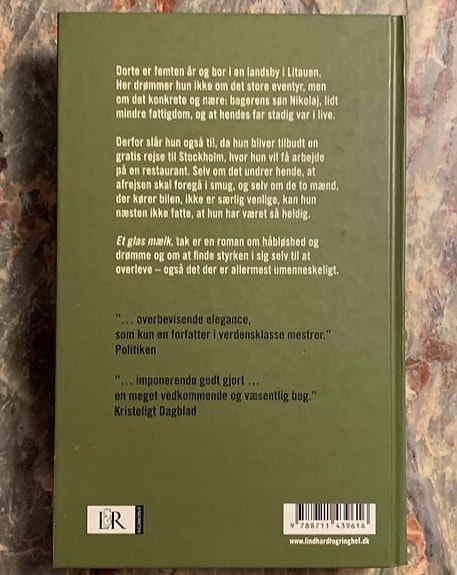 Dorte er femten år og bor i en landsby i Litauen.
Her drømmer hun ikke om det store eventyr, men
om det konkrete og nære: bagerens søn Nikolaj, lidt
mindre fattigdom, og at hendes far stadig var i live.
Derfor slår hun også til, da hun bliver tilbudt en
gratis rejse til Stockholm, hvor hun vil få arbejde
på en restaurant. Selv om det undrer hende, at
afrejsen skal foregå i smug, og selv om de to mænd,
der kører bilen, ikke er særlig venlige, kan hun
næsten ikke fatte, at hun har været så heldig.
Et glas mælk, tak er en roman om håbløshed og
drømme og om at finde styrken i sig selv til at
overleve – også det der er allermest umenneskeligt.
"... overbevisende elegance,
som kun en forfatter i verdensklasse mestrer."
Politiken
"... imponerende godt gjort ...
en meget vedkommende og væsentlig bog."
Kristeligt Dagblad
L&R
EGMONT
9 788711 439616
www.lindhardtogringhof.dk